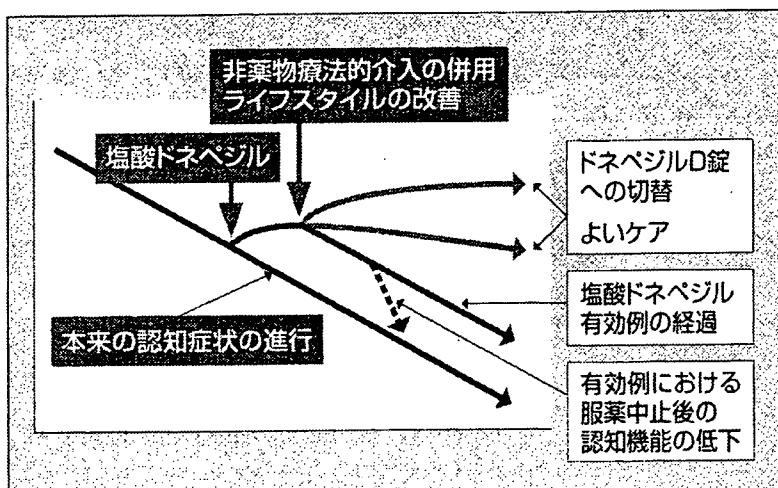 非薬物療法的介入の併用
ライフスタイルの改善
塩酸ドネペジル
本来の認知症状の進行
ドネペジルD錠
への切替
よいケア
塩酸ドネペジル
有効例の経過
有効例における
服薬中止後の
認知機能の低下